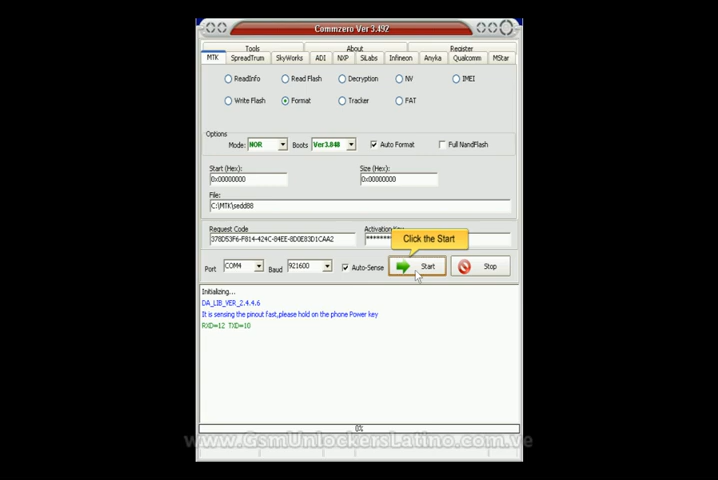 Commzero Ver 3.492
Tools About Register
MTK SpreadTrum SkyWorks ADI NXP SiLabs Infineon Anyka Qualcomm MStar
ReadInfo Read Flash Decryption NV IMEI
Write Flash Format Tracker FAT
Options
Mode: NOR Boots Ver3.848 Auto Format Full NandFlash
Start (Hex): Size (Hex):
0x00000000 0x00000000
File:
C:\MTK\sedd88
Request Code Activation Key
378D53F6-F814-424C-84EE-8D0E83D1CAA2 ********
Click the Start
Port COM4 Baud 921600 Auto-Sense Start Stop
Initializing...
DA_LIB_VER_2.4.4.6
It is sensing the pinout fast,please hold on the phone Power key
RXD=12 TXD=10
0%
www.GsmUnlockersLatino.com.ve